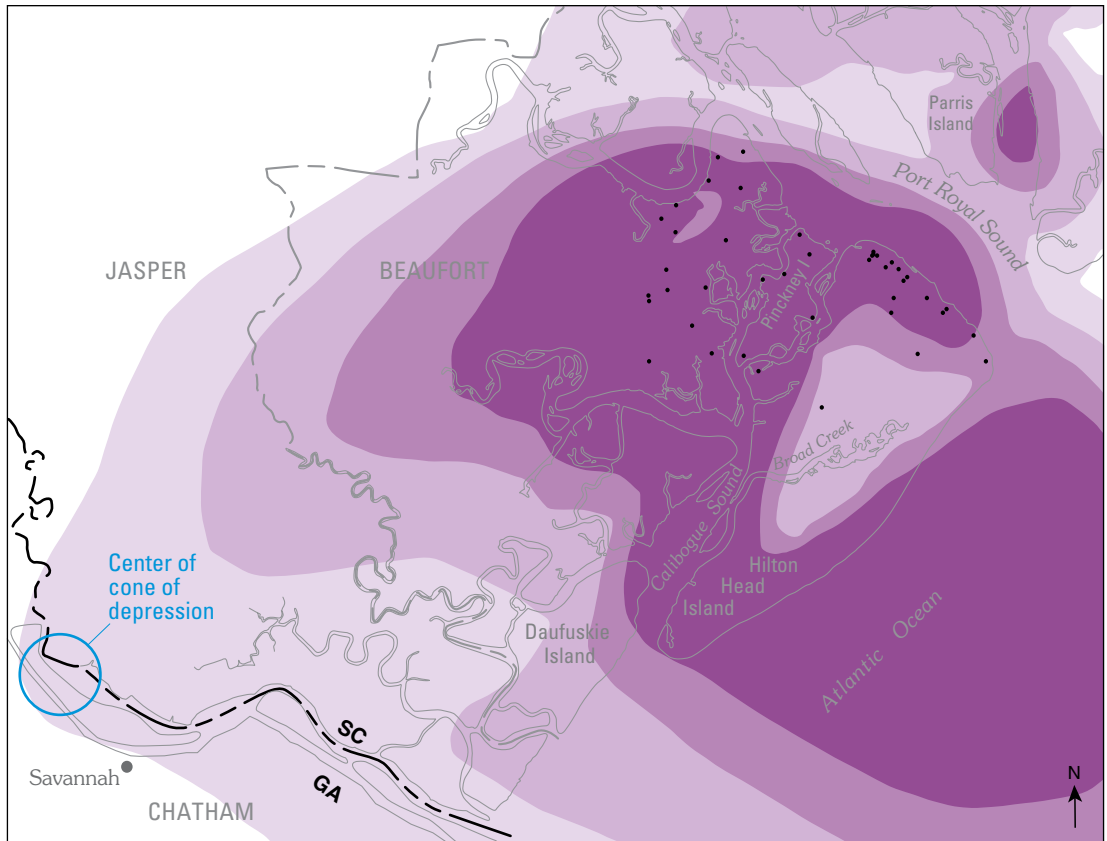 Parris
Island
Port Royal Sound
JASPER
BEAUFORT
Pinckney I
Broad Creek
Calibogue Sound
Center of
cone of
depression
Hilton
Head
Island
Daufuskie
Island
Atlantic Ocean
SC
GA
Savannah
CHATHAM
N